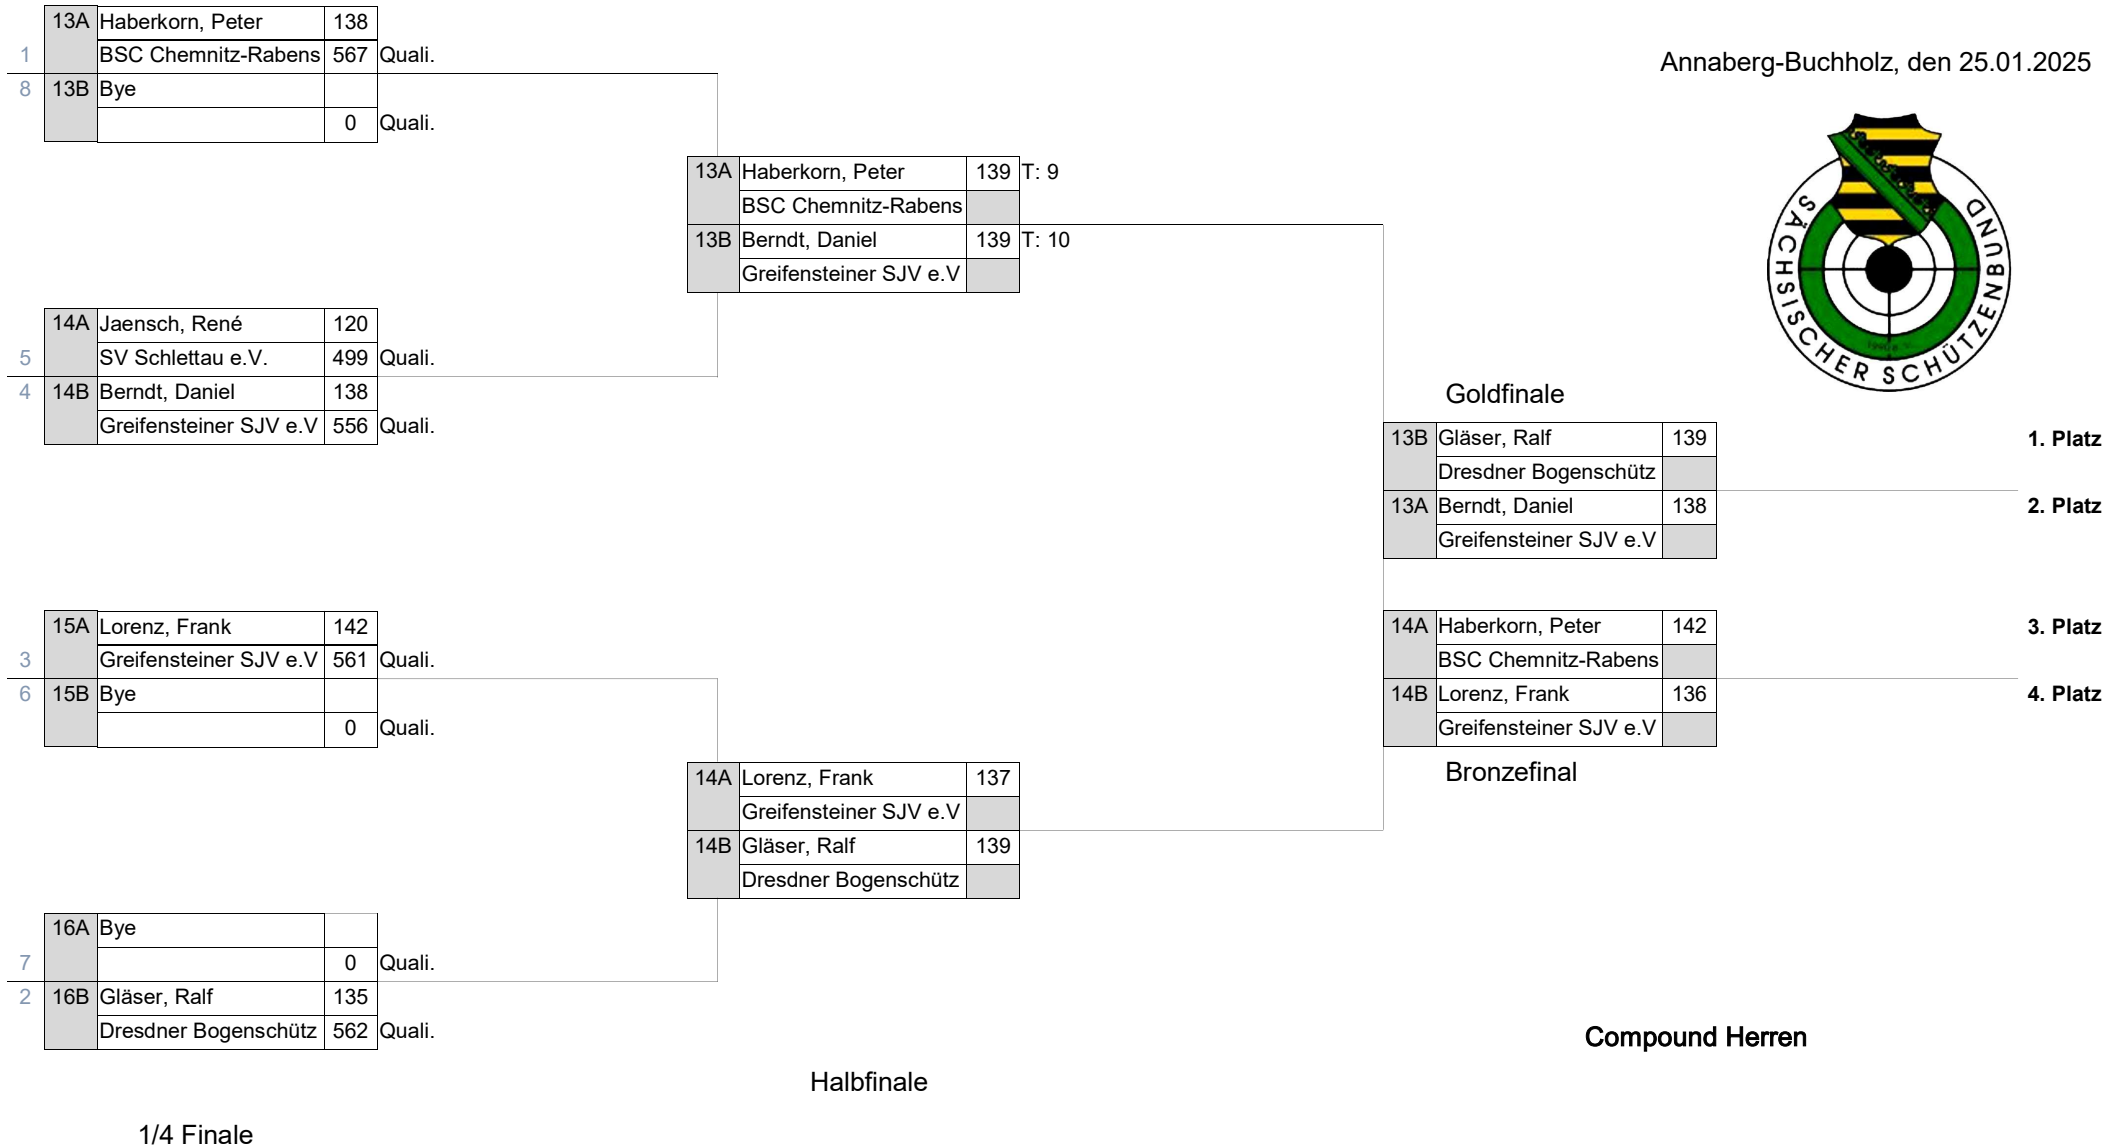 13A Haberkorn, Peter 138
1 BSC Chemnitz-Rabens 567 Quali.
8 13B Bye
0 Quali.
14A Jaensch, René 120
5 SV Schlettau e.V. 499 Quali.
4 14B Berndt, Daniel 138
Greifensteiner SJV e.V 556 Quali.
15A Lorenz, Frank 142
3 Greifensteiner SJV e.V 561 Quali.
6 15B Bye
0 Quali.
16A Bye
7 0 Quali.
2 16B Gläser, Ralf 135
Dresdner Bogenschütz 562 Quali.
1/4 Finale
13A Haberkorn, Peter 139 T: 9
BSC Chemnitz-Rabens
13B Berndt, Daniel 139 T: 10
Greifensteiner SJV e.V
14A Lorenz, Frank 137
Greifensteiner SJV e.V
14B Gläser, Ralf 139
Dresdner Bogenschütz
Halbfinale
Annaberg-Buchholz, den 25.01.2025
SÄCHSISCHER SCHÜTZENBUND
Goldfinale
13B Gläser, Ralf 139 1. Platz
Dresdner Bogenschütz
13A Berndt, Daniel 138 2. Platz
Greifensteiner SJV e.V
14A Haberkorn, Peter 142 3. Platz
BSC Chemnitz-Rabens
14B Lorenz, Frank 136 4. Platz
Greifensteiner SJV e.V
Bronzefinal
Compound Herren